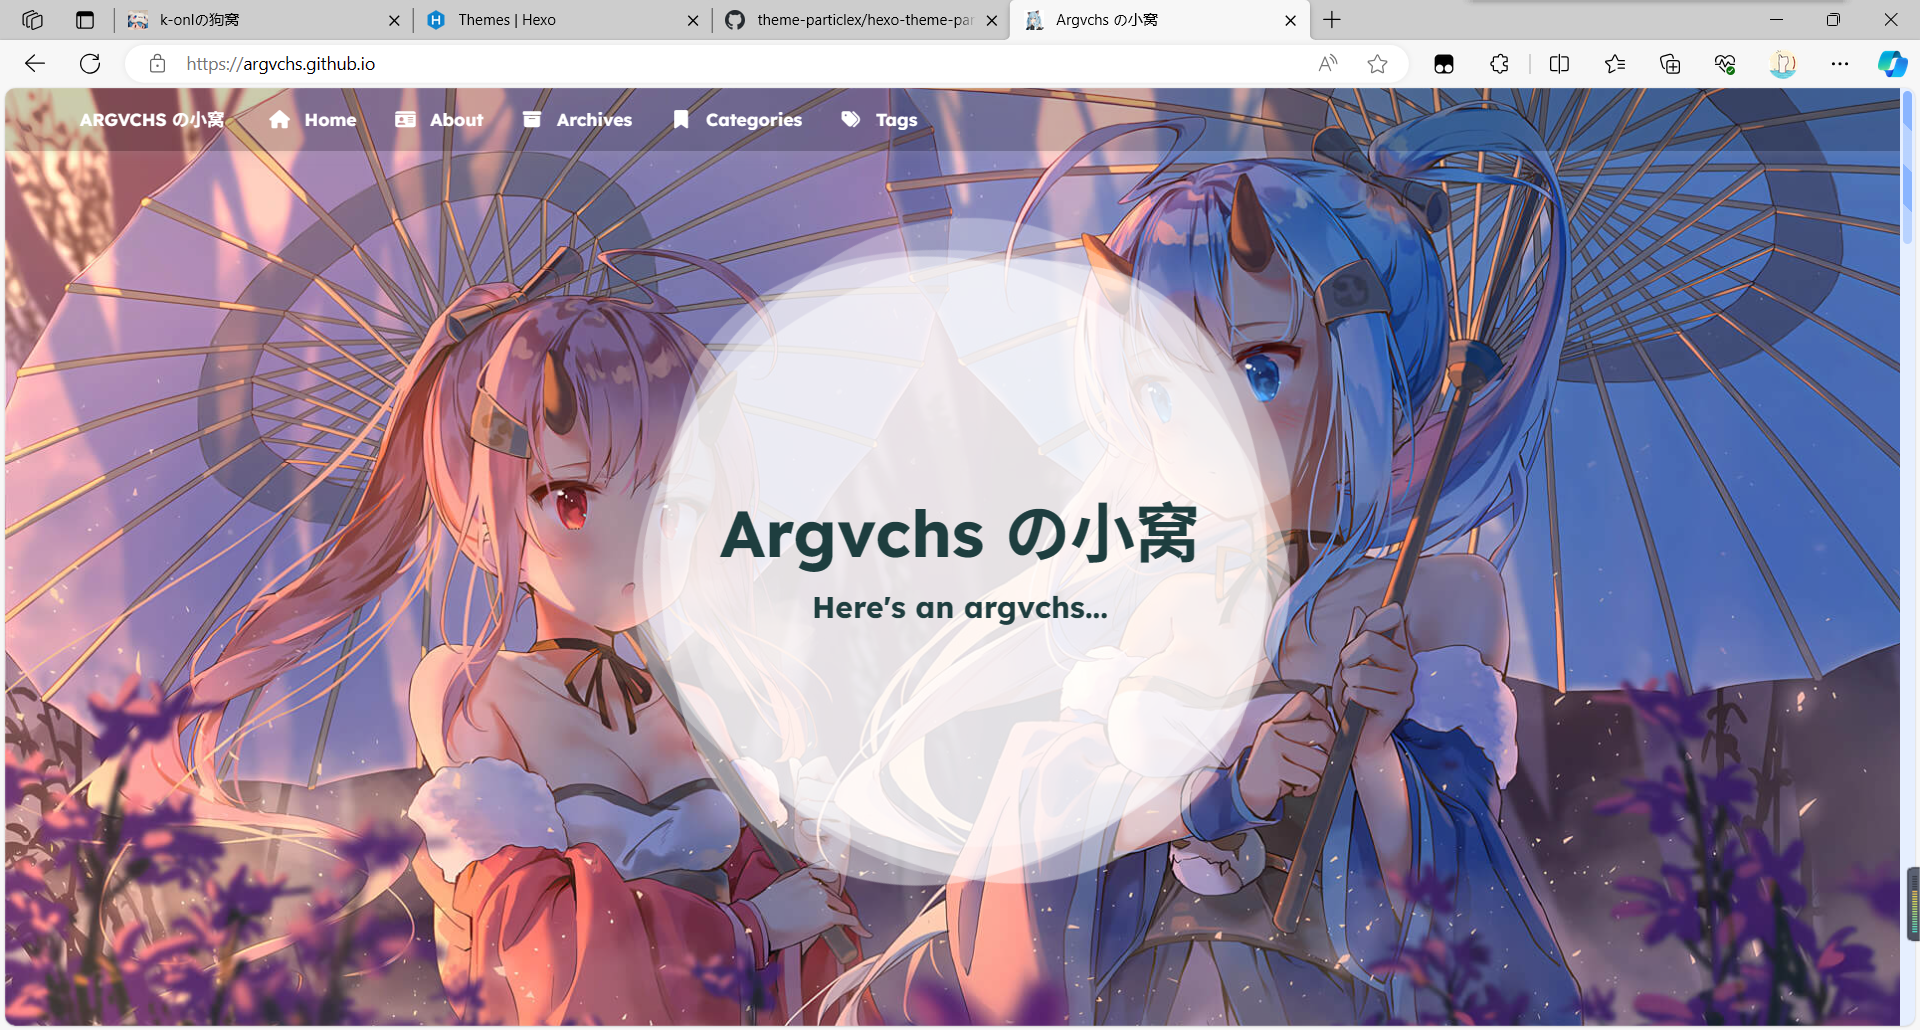 k-onlの狗窝
Themes | Hexo
theme-particlex/hexo-theme-par
Argvchs の小窝
https://argvchs.github.io
ARGVCHS の小窝
Home
About
Archives
Categories
Tags
Argvchs の小窝
Here's an argvchs...